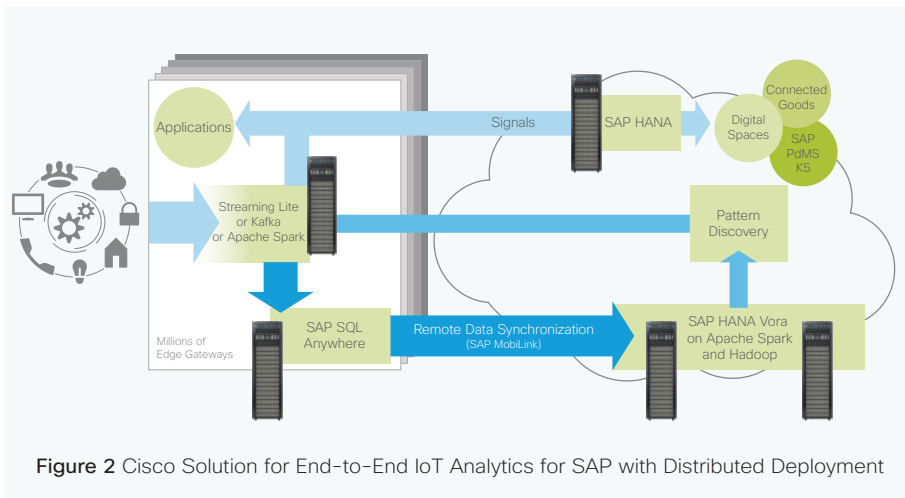 Applications
Signals
SAP HANA
Digital
Spaces
Connected
Goods
SAP
PdMS
K5
Streaming Lite
or Kafka
or Apache Spark
Pattern
Discovery
Millions of
Edge Gateways
SAP SQL
Anywhere
Remote Data Synchronization
(SAP MobiLink)
SAP HANA Vora
on Apache Spark
and Hadoop
Figure 2 Cisco Solution for End-to-End IoT Analytics for SAP with Distributed Deployment